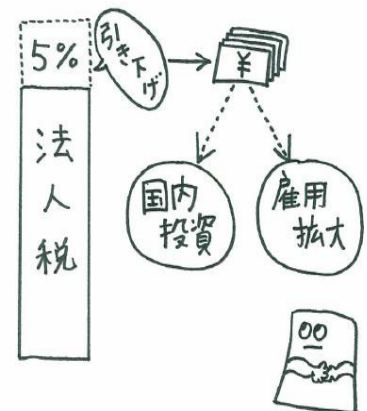 5%
引き下げ
¥
法人税
国内
投資
雇用
拡大